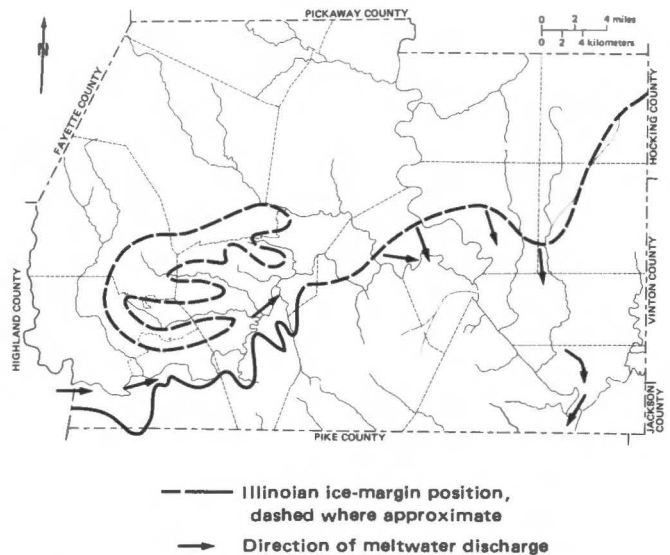 PICKAWAY COUNTY
0 2 4 miles
0 2 4 kilometers
N
FAYETTE COUNTY
HOCKING COUNTY
HIGHLAND COUNTY
VINTON COUNTY
JACKSON
COUNTY
PIKE COUNTY
Illinoian ice-margin position,
dashed where approximate
Direction of meltwater discharge